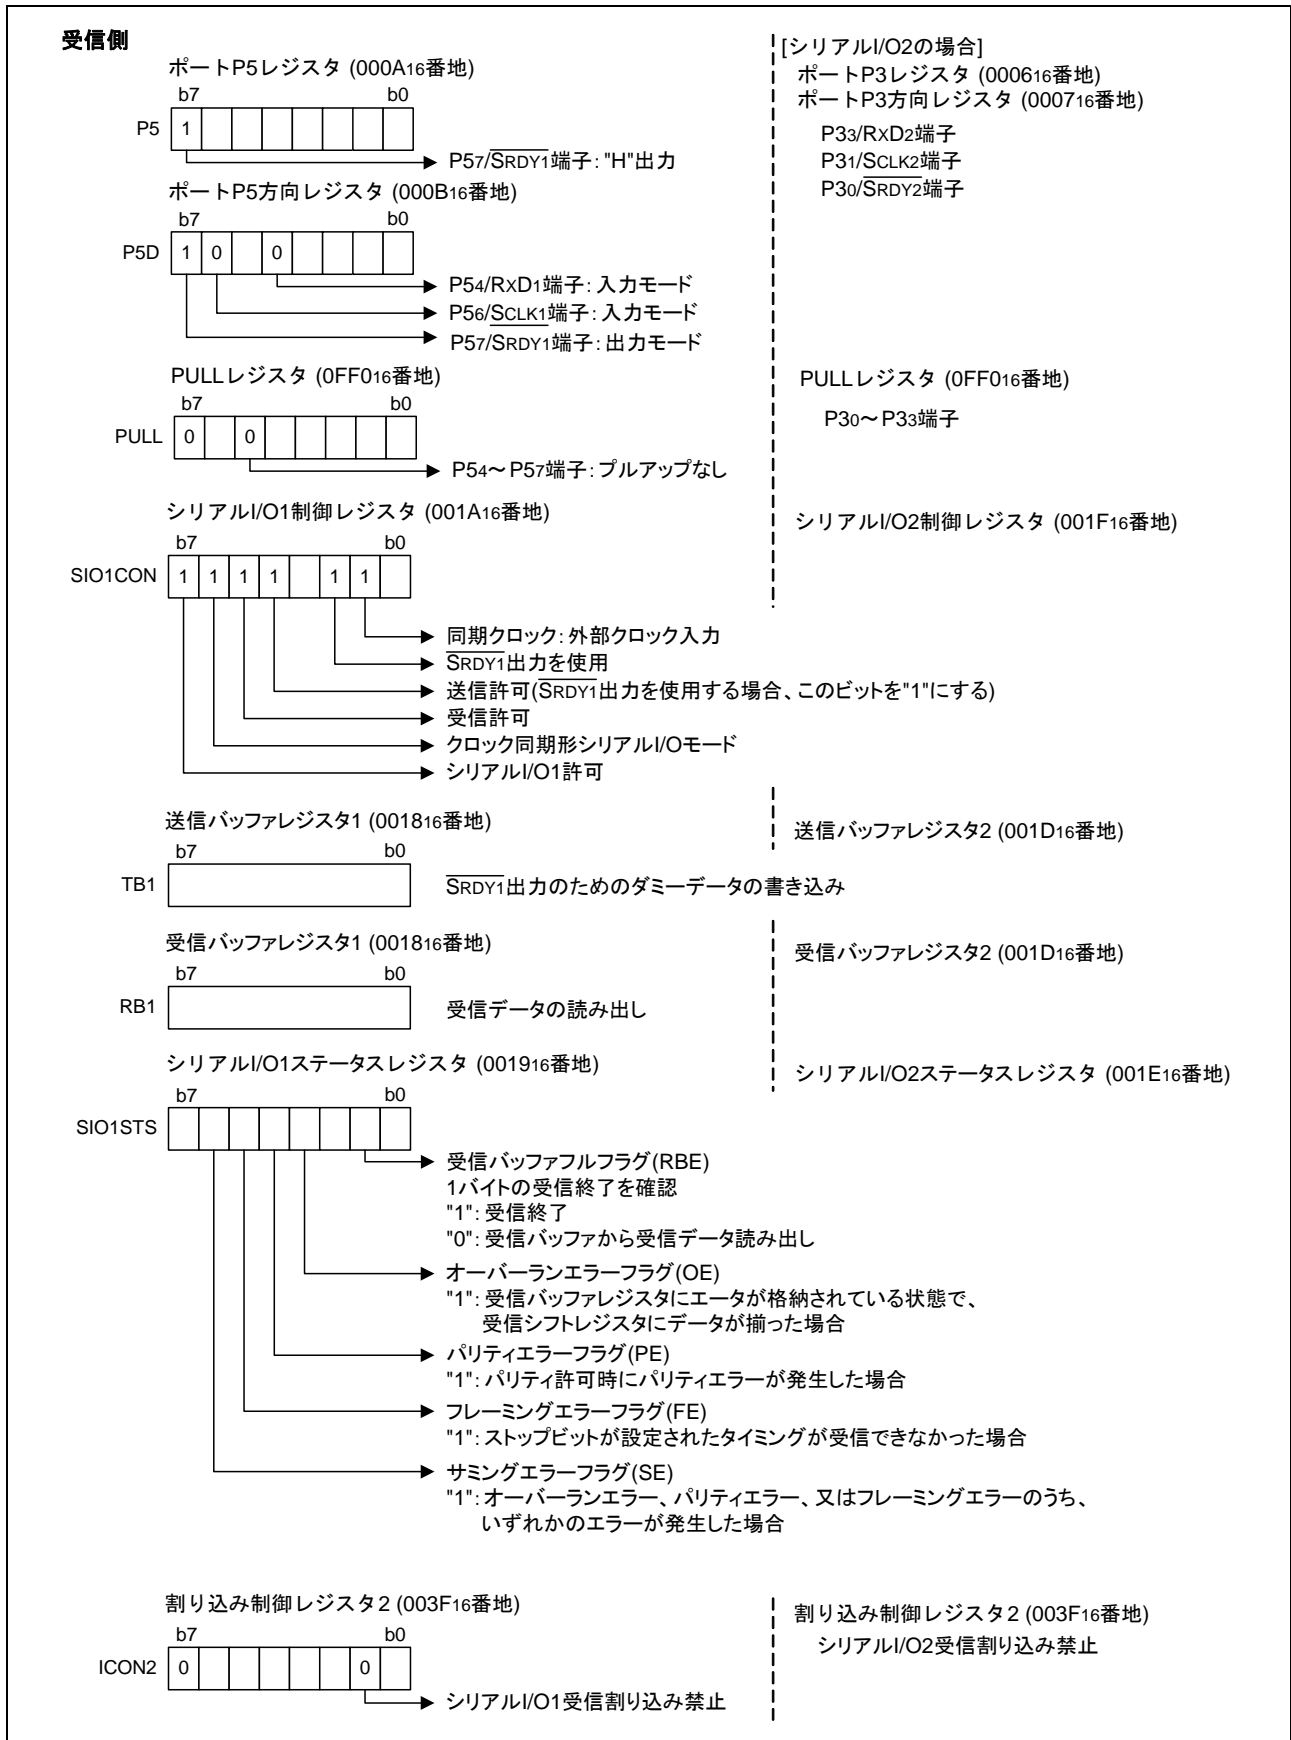 受信側
[シリアルI/O2の場合]
ポートP5レジスタ (000A16番地)
ポートP3レジスタ (000616番地)
b7 b0
ポートP3方向レジスタ (000716番地)
P5 1
P33/RXD2端子
P57/SRDY1端子: "H"出力
P31/SCLK2端子
ポートP5方向レジスタ (000B16番地)
P30/SRDY2端子
b7 b0
P5D 1 0 0
P54/RXD1端子: 入力モード
P56/SCLK1端子: 入力モード
P57/SRDY1端子: 出力モード
PULLレジスタ (0FF016番地)
PULLレジスタ (0FF016番地)
b7 b0
P30～P33端子
PULL 0 0
P54～P57端子: プルアップなし
シリアルI/O1制御レジスタ (001A16番地)
シリアルI/O2制御レジスタ (001F16番地)
b7 b0
SIO1CON 1 1 1 1 1 1
同期クロック: 外部クロック入力
SRDY1出力を使用
送信許可(SRDY1出力を使用する場合、このビットを"1"にする)
受信許可
クロック同期形シリアルI/Oモード
シリアルI/O1許可
送信バッファレジスタ1 (001816番地)
送信バッファレジスタ2 (001D16番地)
b7 b0
TB1
SRDY1出力のためのダミーデータの書き込み
受信バッファレジスタ1 (001816番地)
受信バッファレジスタ2 (001D16番地)
b7 b0
RB1
受信データの読み出し
シリアルI/O1ステータスレジスタ (001916番地)
シリアルI/O2ステータスレジスタ (001E16番地)
b7 b0
SIO1STS
受信バッファフルフラグ(RBE)
1バイトの受信終了を確認
"1": 受信終了
"0": 受信バッファから受信データ読み出し
オーバーランエラーフラグ(OE)
"1": 受信バッファレジスタにエータが格納されている状態で、
受信シフトレジスタにデータが揃った場合
パリティエラーフラグ(PE)
"1": パリティ許可時にパリティエラーが発生した場合
フレーミングエラーフラグ(FE)
"1": ストップビットが設定されたタイミングが受信できなかった場合
サミングエラーフラグ(SE)
"1": オーバーランエラー、パリティエラー、又はフレーミングエラーのうち、
いずれかのエラーが発生した場合
割り込み制御レジスタ2 (003F16番地)
割り込み制御レジスタ2 (003F16番地)
b7 b0
シリアルI/O2受信割り込み禁止
ICON2 0 0
シリアルI/O1受信割り込み禁止